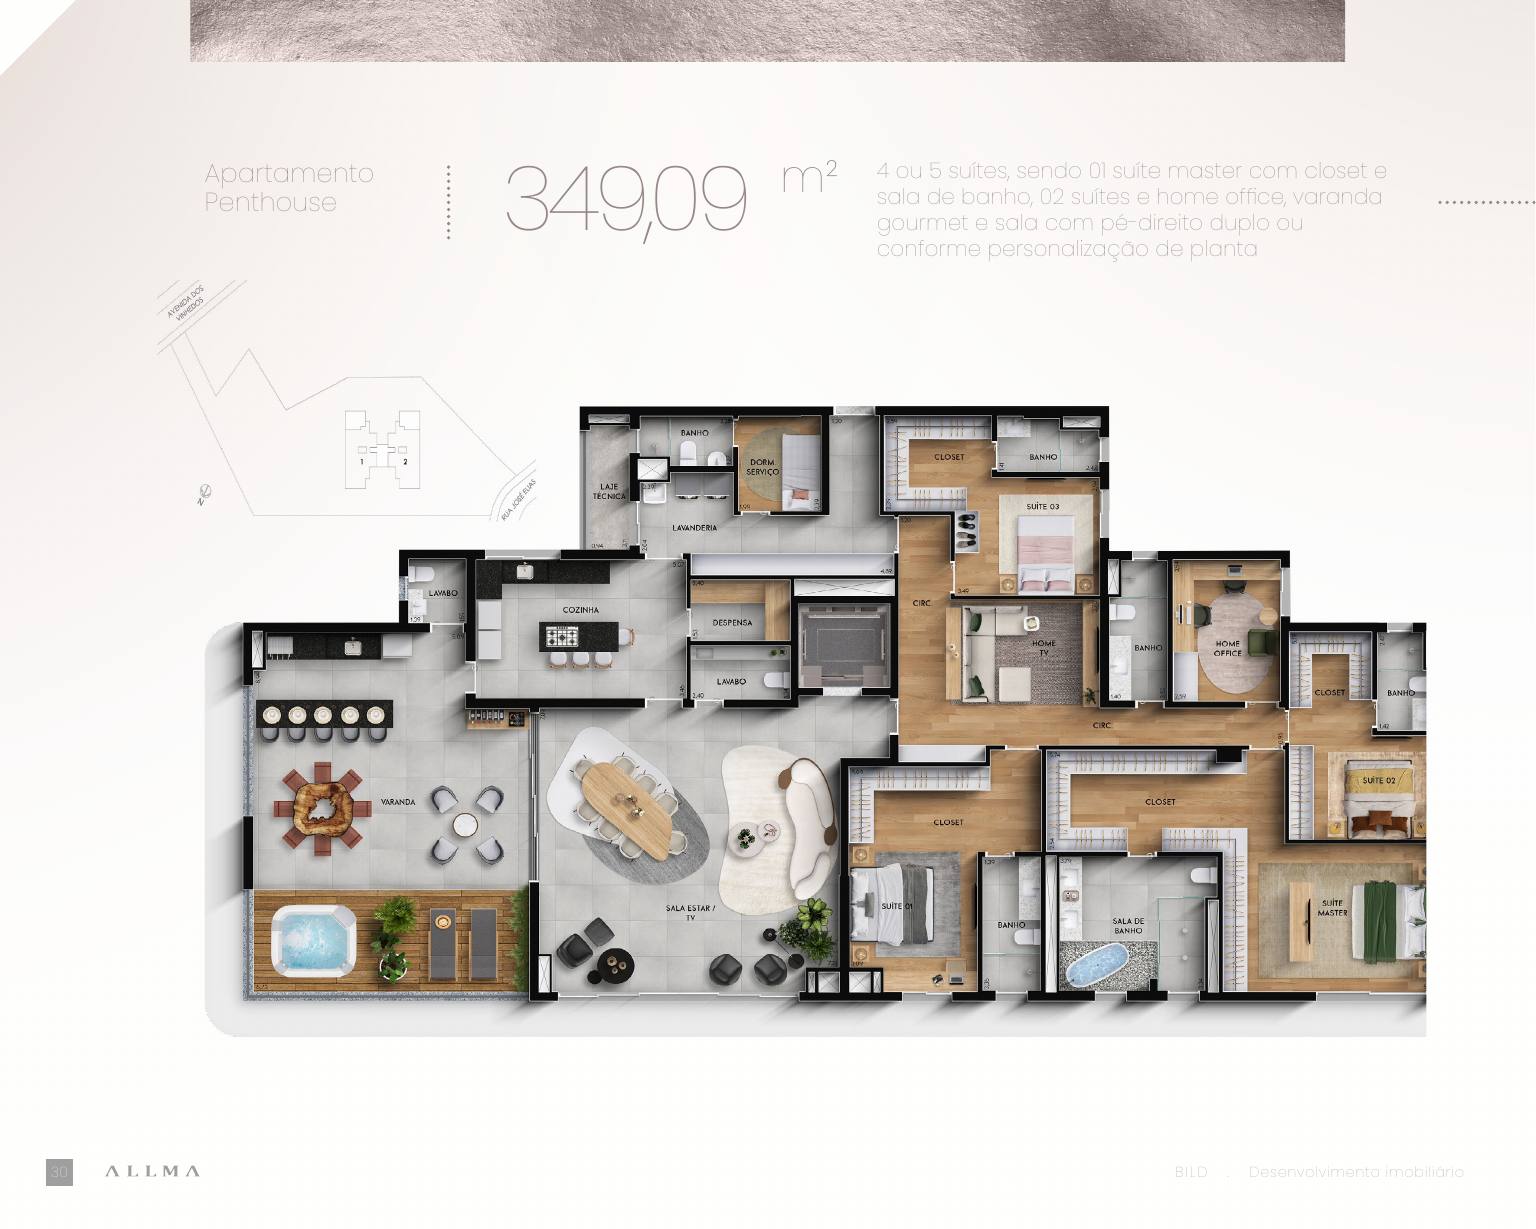 Apartamento
Penthouse
349,09 m²
4 ou 5 suítes, sendo 01 suíte master com closet e
sala de banho, 02 suítes e home office, varanda
gourmet e sala com pé-direito duplo ou
conforme personalização de planta
AVENIDA DOS
VINHEDOS
1
2
N
RUA JOSÉ ELIAS
BANHO
DORM.
SERVIÇO
LAJE
TÉCNICA
LAVANDERIA
CLOSET
BANHO
SUÍTE 03
LAVABO
COZINHA
DESPENSA
LAVABO
CIRC.
HOME
TV
BANHO
HOME
OFFICE
CLOSET
BANHO
CIRC.
VARANDA
SALA ESTAR /
TV
CLOSET
SUÍTE 01
BANHO
CLOSET
SALA DE
BANHO
SUÍTE 02
SUÍTE
MASTER
30
ALLMA
BILD . Desenvolvimento imobiliário